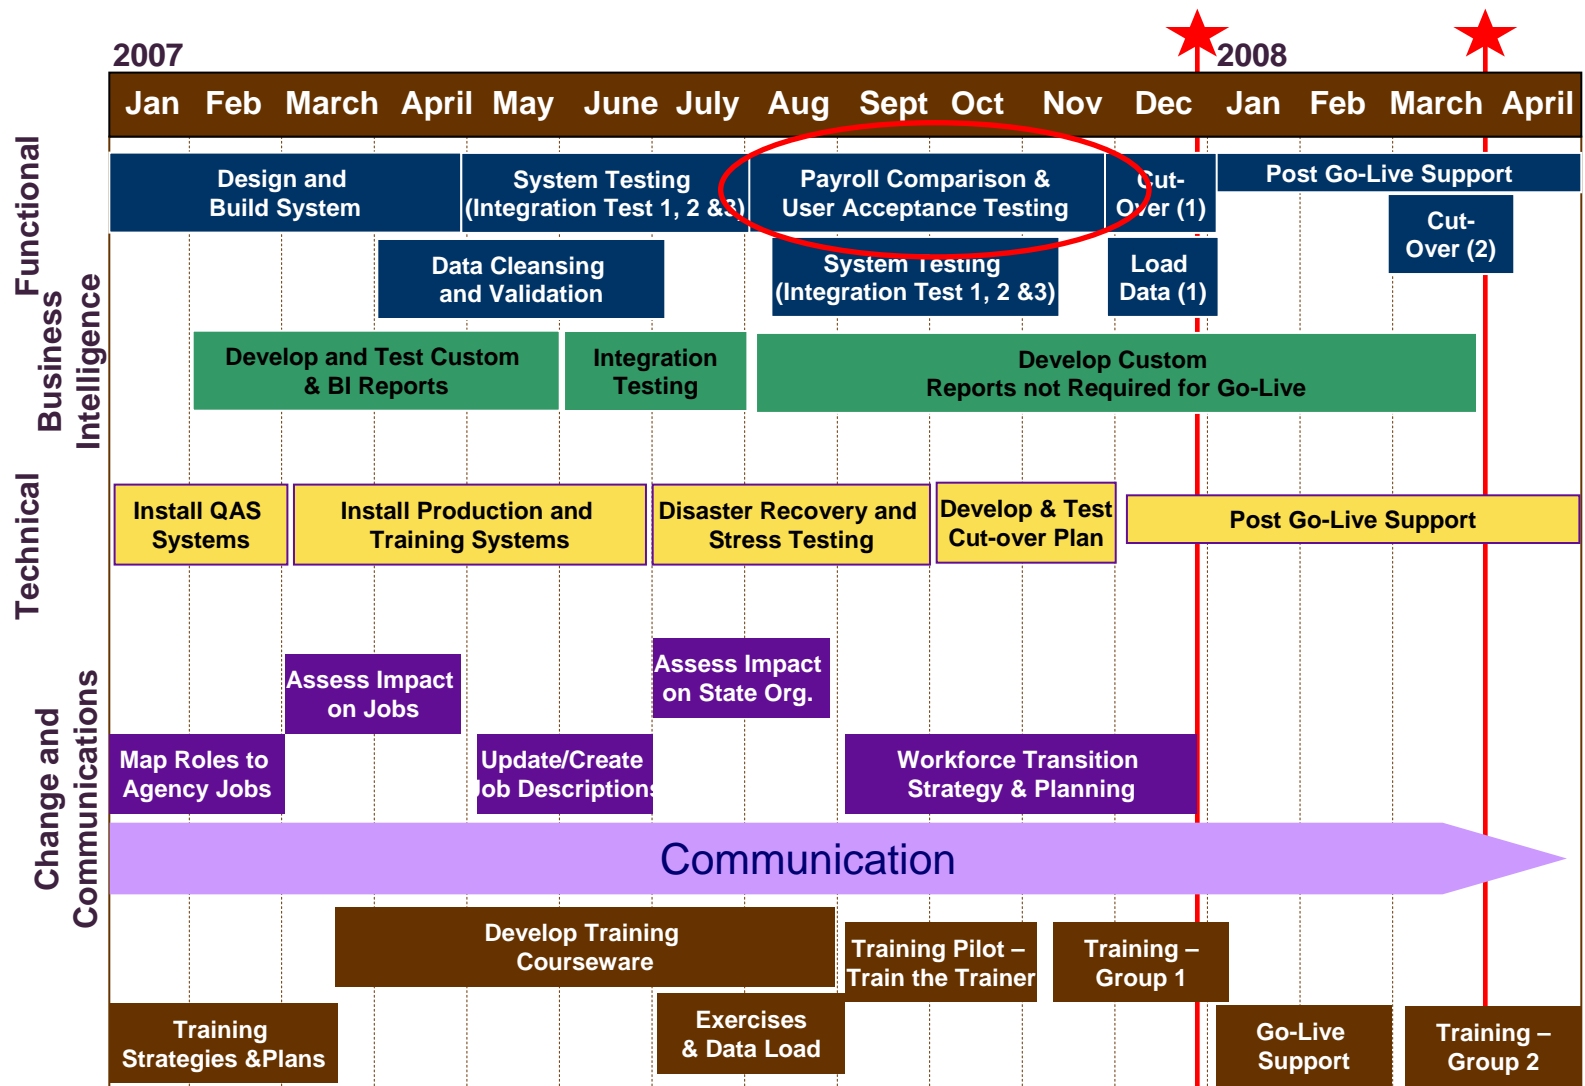 2007
2008
Jan Feb March April May June July Aug Sept Oct Nov Dec Jan Feb March April
Functional
Design and
Build System
System Testing
(Integration Test 1, 2 &3)
Payroll Comparison &
User Acceptance Testing
Cut-
Over (1)
Post Go-Live Support
Cut-
Over (2)
Data Cleansing
and Validation
System Testing
(Integration Test 1, 2 &3)
Load
Data (1)
Business
Intelligence
Develop and Test Custom
& BI Reports
Integration
Testing
Develop Custom
Reports not Required for Go-Live
Technical
Install QAS
Systems
Install Production and
Training Systems
Disaster Recovery and
Stress Testing
Develop & Test
Cut-over Plan
Post Go-Live Support
Change and
Communications
Assess Impact
on Jobs
Assess Impact
on State Org.
Map Roles to
Agency Jobs
Update/Create
Job Descriptions
Workforce Transition
Strategy & Planning
Communication
Develop Training
Courseware
Training Pilot –
Train the Trainer
Training –
Group 1
Training
Strategies &Plans
Exercises
& Data Load
Go-Live
Support
Training –
Group 2